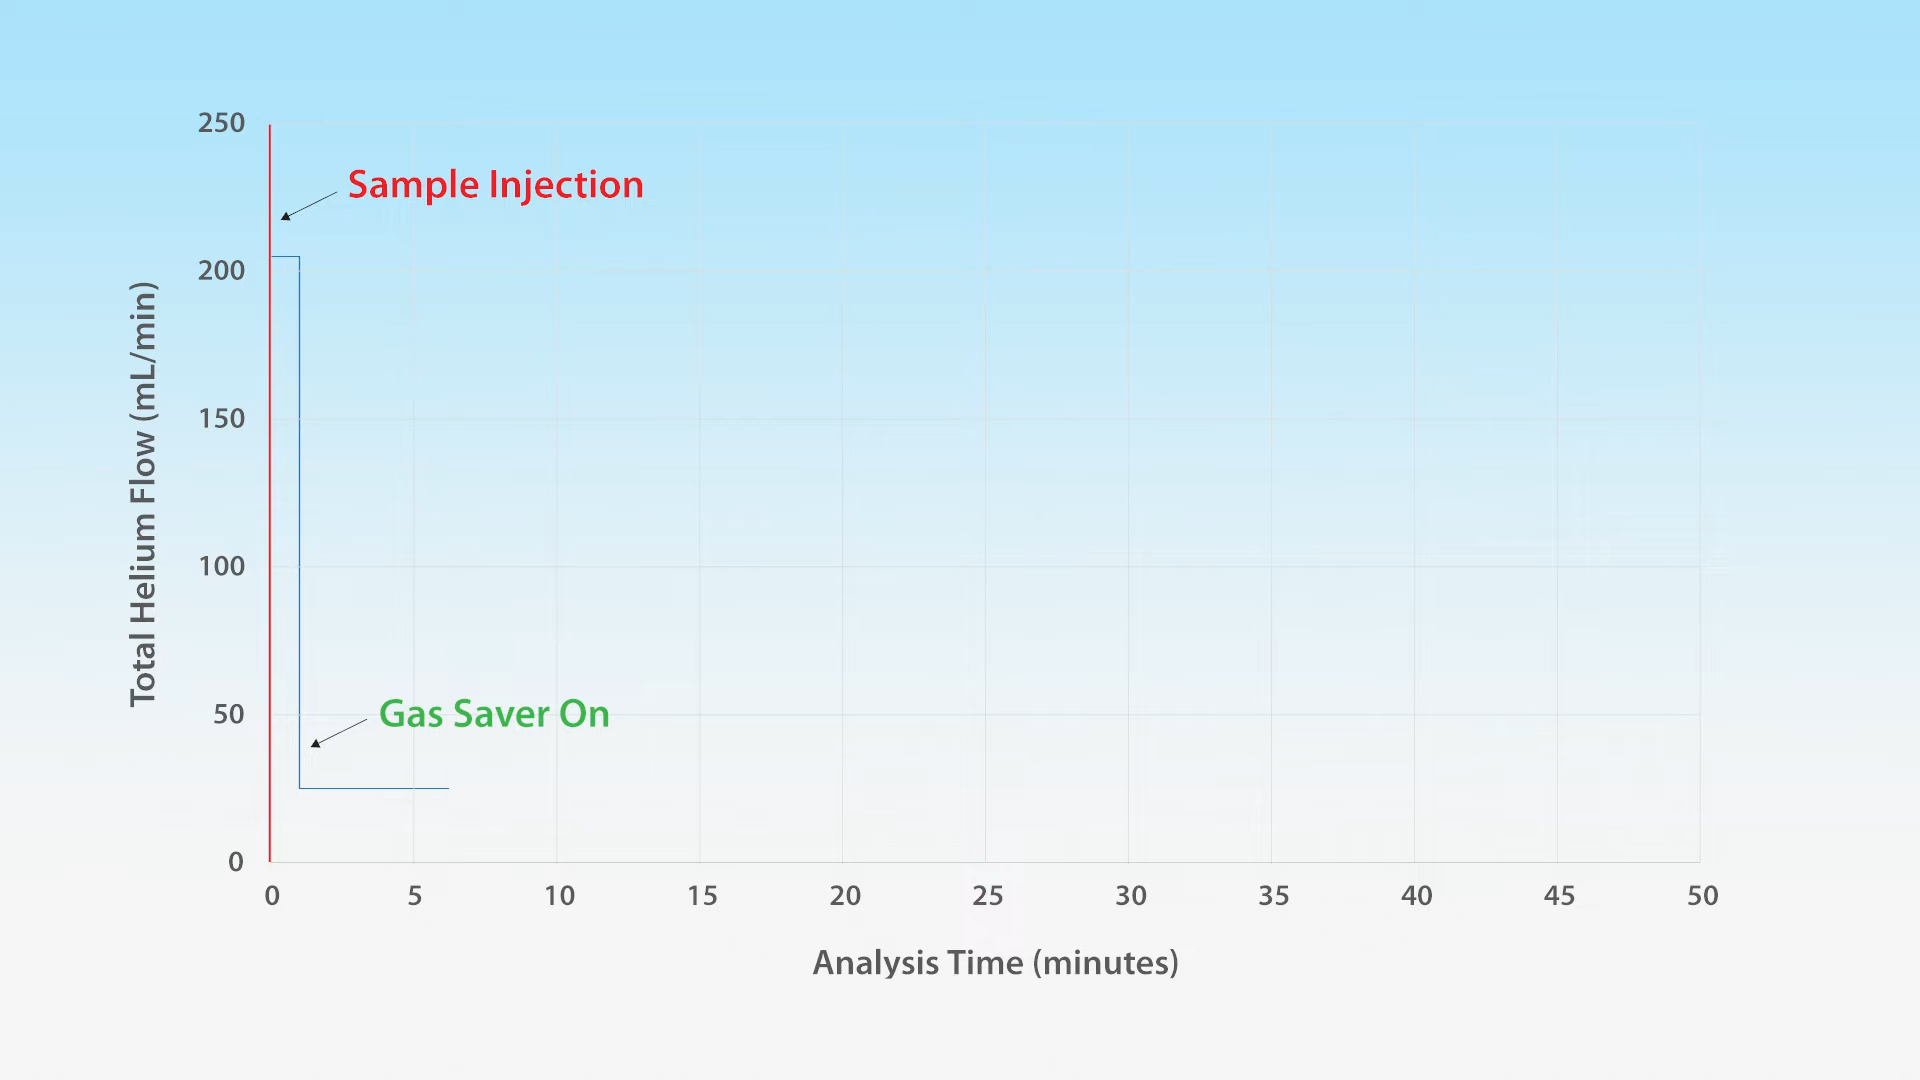 250
Sample Injection
200
150
Total Helium Flow (mL/min)
100
Gas Saver On
50
0
0 5 10 15 20 25 30 35 40 45 50
Analysis Time (minutes)